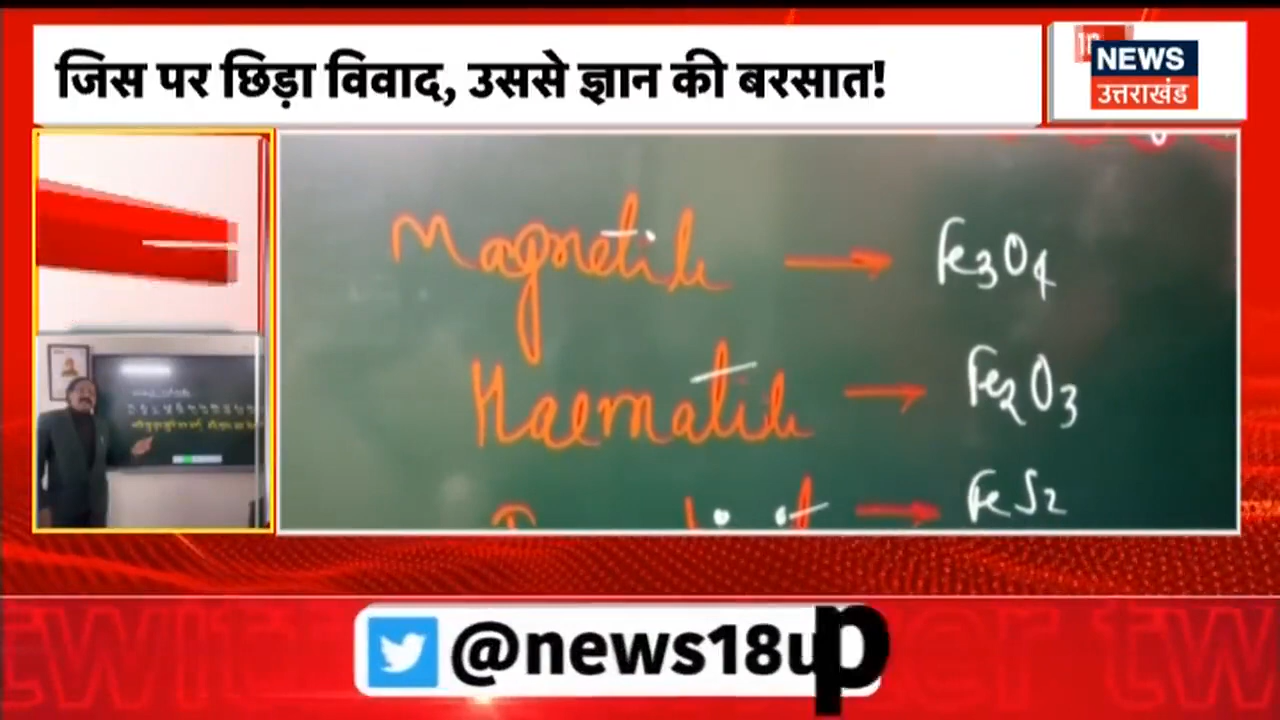 जिस पर छिड़ा विवाद, उससे ज्ञान की बरसात!
NEWS
उत्तराखंड
Magnetite → Fe3O4
Haematite → Fe2O3
→ FeS2
@news18up